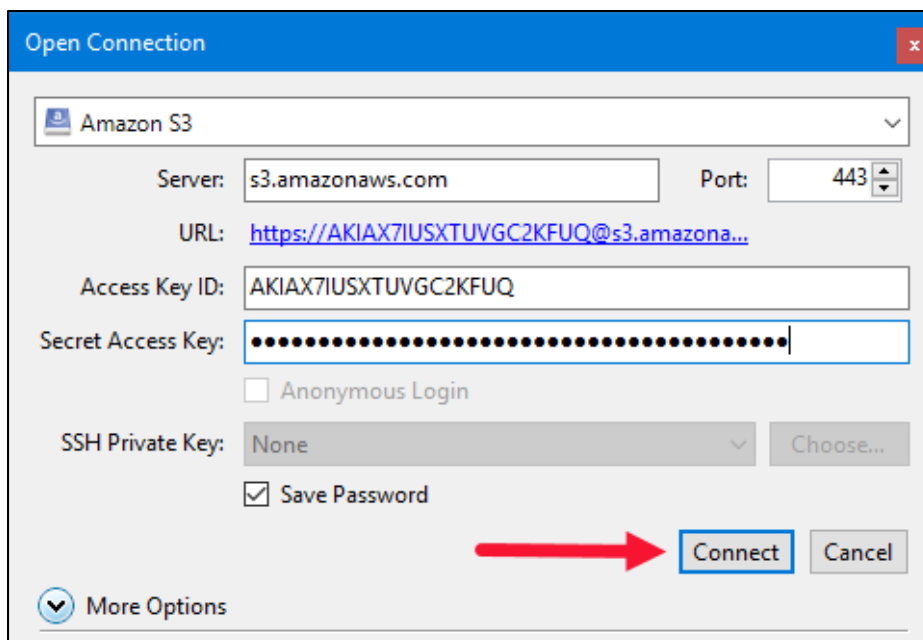 Open Connection
x
Amazon S3
Server: s3.amazonaws.com Port: 443
URL: https://AKIAX7IUSXTUVGC2KFUQ@s3.amazona...
Access Key ID: AKIAX7IUSXTUVGC2KFUQ
Secret Access Key: ●●●●●●●●●●●●●●●●●●●●●●●●●●●●●●●●●●●●●●●●
Anonymous Login
SSH Private Key: None Choose...
Save Password
Connect Cancel
More Options